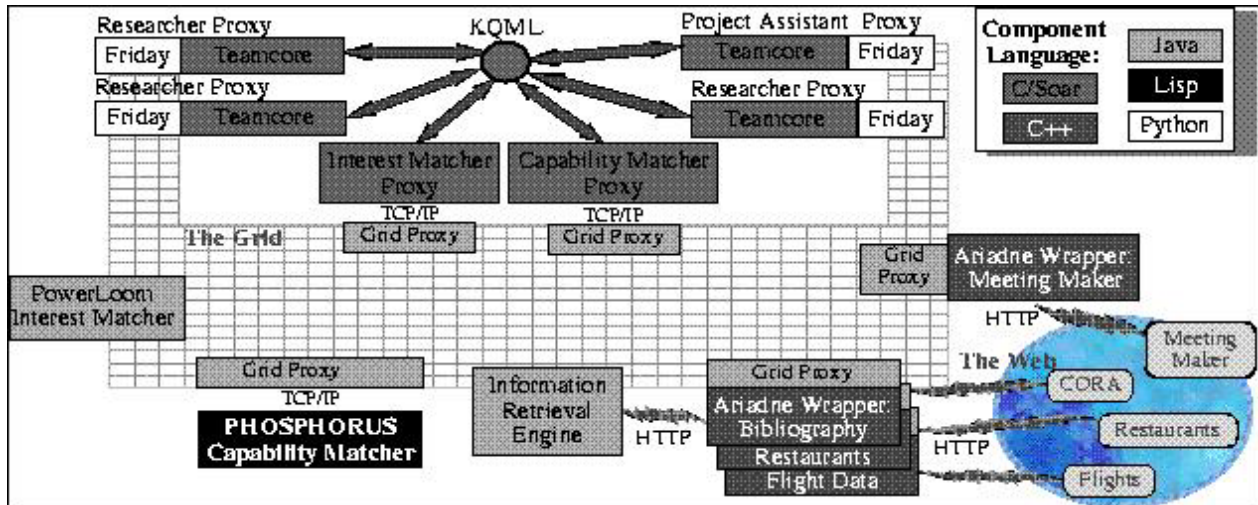 Researcher Proxy
Friday Teamcore
Researcher Proxy
Friday Teamcore
KQML
Project Assistant Proxy
Teamcore Friday
Researcher Proxy
Teamcore Friday
Component
Language:
Java
C/Soar
Lisp
C++
Python
Interest Matcher
Proxy
TCP/IP
Grid Proxy
Capability Matcher
Proxy
TCP/IP
Grid Proxy
The Grid
Grid
Proxy
Ariadne Wrapper:
Meeting Maker
HTTP
PowerLoom
Interest Matcher
Grid Proxy
TCP/IP
PHOSPHORUS
Capability Matcher
Information
Retrieval
Engine
HTTP
Grid Proxy
Ariadne Wrapper:
Bibliography
Restaurants
Flight Data
HTTP
The Web
Meeting
Maker
CORA
Restaurants
Flights